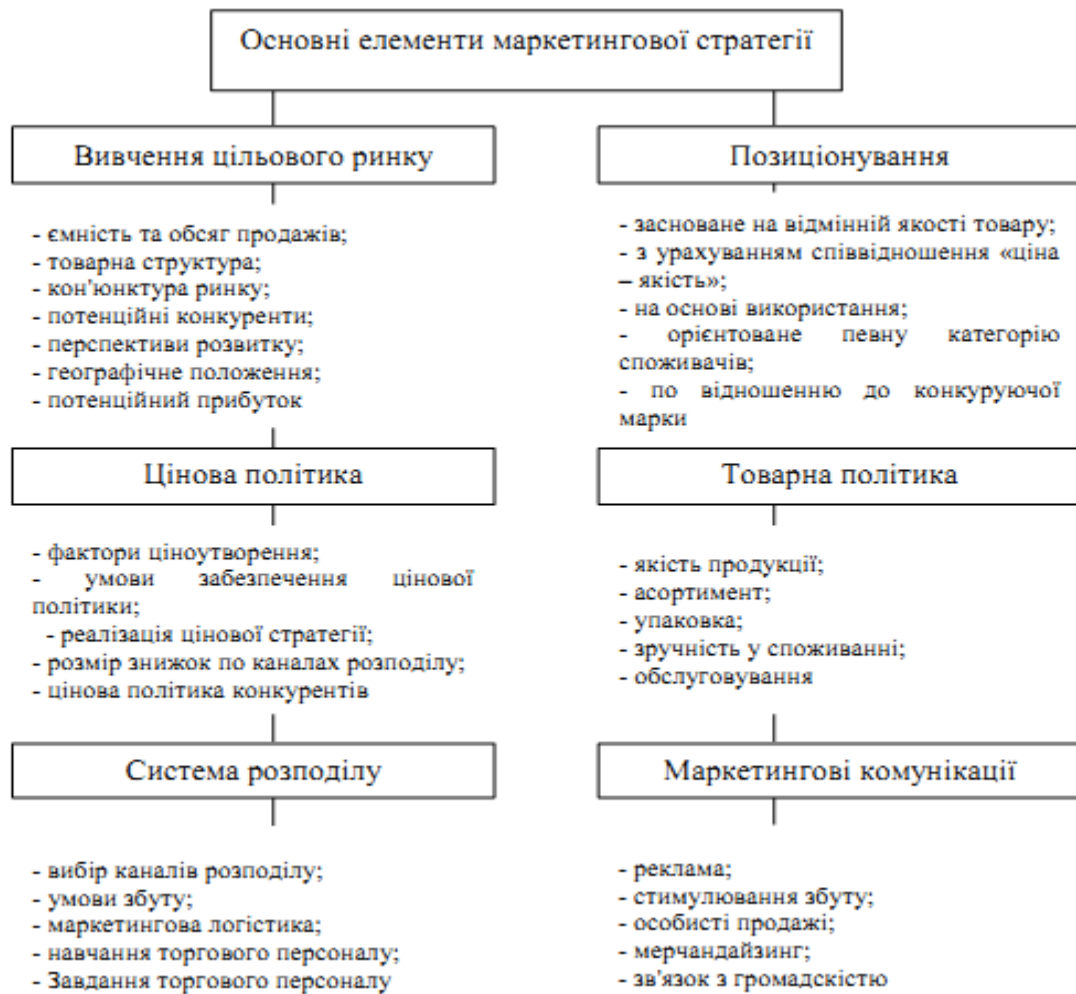 Основні елементи маркетингової стратегії
Вивчення цільового ринку
- ємність та обсяг продажів;
- товарна структура;
- кон'юнктура ринку;
- потенційні конкуренти;
- перспективи розвитку;
- географічне положення;
- потенційний прибуток
Позиціонування
- засноване на відмінній якості товару;
- з урахуванням співвідношення «ціна
– якість»;
- на основі використання;
- орієнтоване певну категорію
споживачів;
- по відношенню до конкуруючої
марки
Цінова політика
- фактори ціноутворення;
- умови забезпечення цінової
політики;
- реалізація цінової стратегії;
- розмір знижок по каналах розподілу;
- цінова політика конкурентів
Товарна політика
- якість продукції;
- асортимент;
- упаковка;
- зручність у споживанні;
- обслуговування
Система розподілу
- вибір каналів розподілу;
- умови збуту;
- маркетингова логістика;
- навчання торгового персоналу;
- Завдання торгового персоналу
Маркетингові комунікації
- реклама;
- стимулювання збуту;
- особисті продажі;
- мерчандайзинг;
- зв'язок з громадскістю